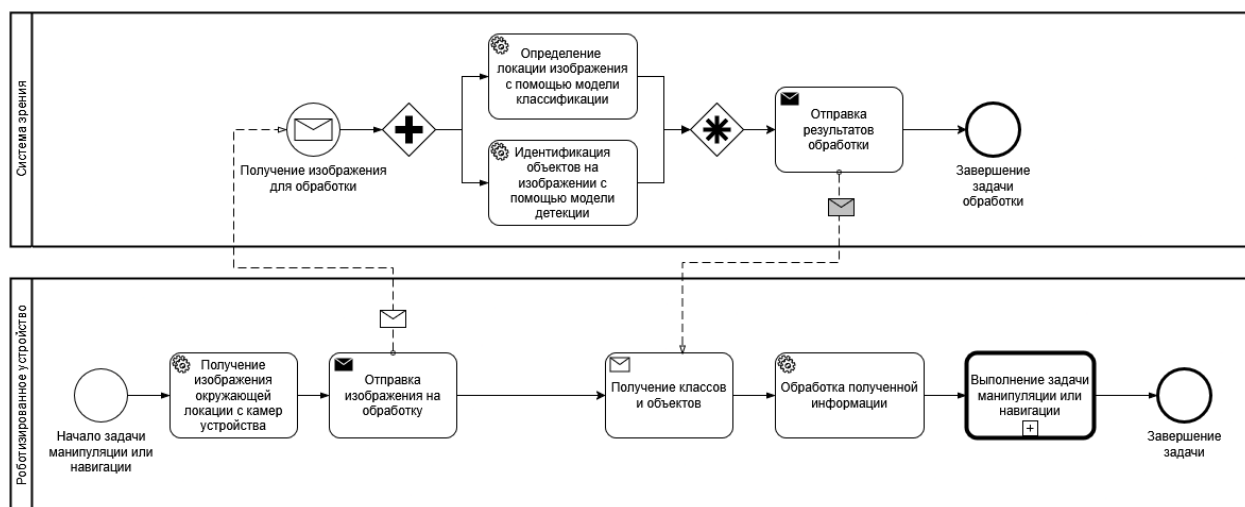 Система зрения
Определение
локации изображения
с помощью модели
классификации
Идентификация
объектов на
изображении с
помощью модели
детекции
Получение изображения
для обработки
Отправка
результатов
обработки
Завершение
задачи
обработки
Роботизированное устройство
Начало задачи
манипуляции или
навигации
Получение
изображения
окружающей
локации с камер
устройства
Отправка
изображения на
обработку
Получение классов
и объектов
Обработка полученной
информации
Выполнение задачи
манипуляции или
навигации
Завершение
задачи